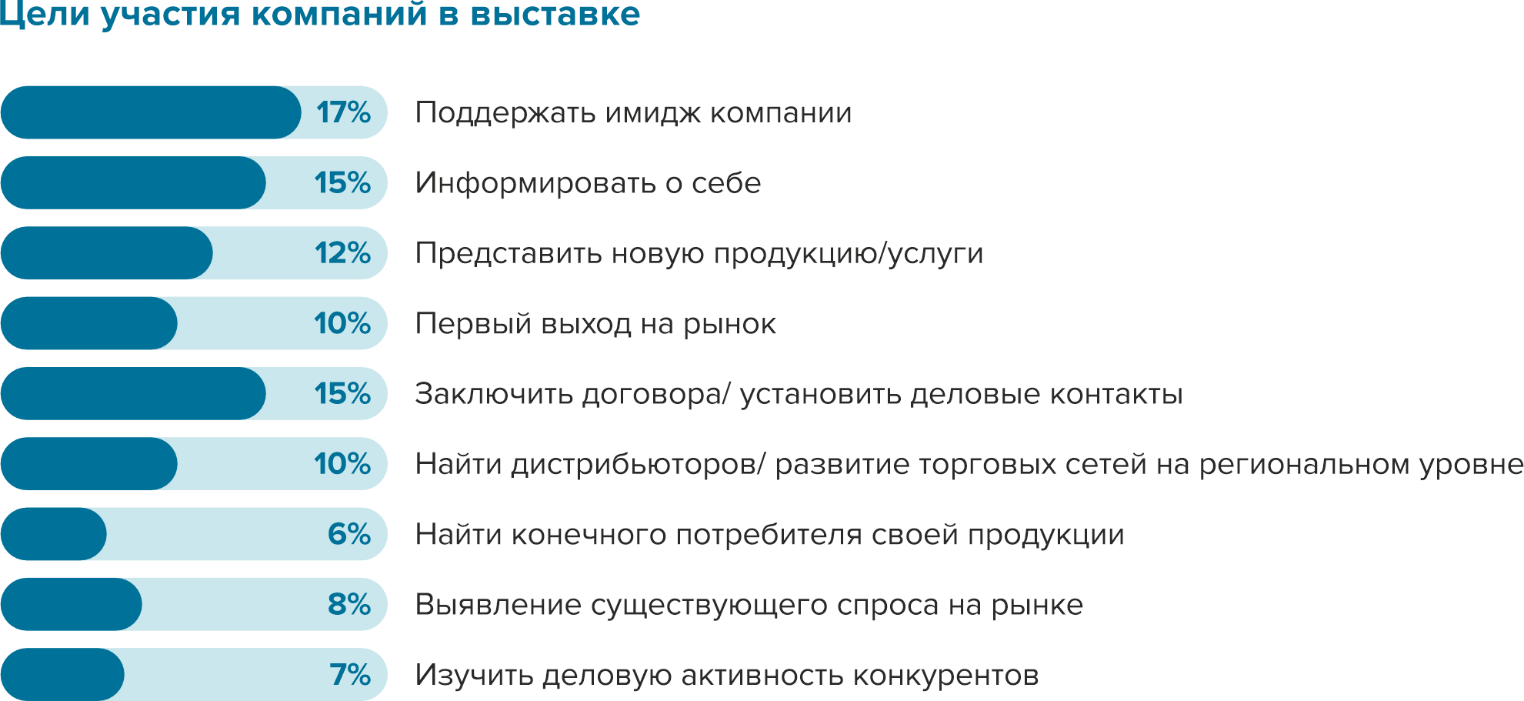 Цели участия компаний в выставке
17% Поддержать имидж компании
15% Информировать о себе
12% Представить новую продукцию/услуги
10% Первый выход на рынок
15% Заключить договора/ установить деловые контакты
10% Найти дистрибьюторов/ развитие торговых сетей на региональном уровне
6% Найти конечного потребителя своей продукции
8% Выявление существующего спроса на рынке
7% Изучить деловую активность конкурентов